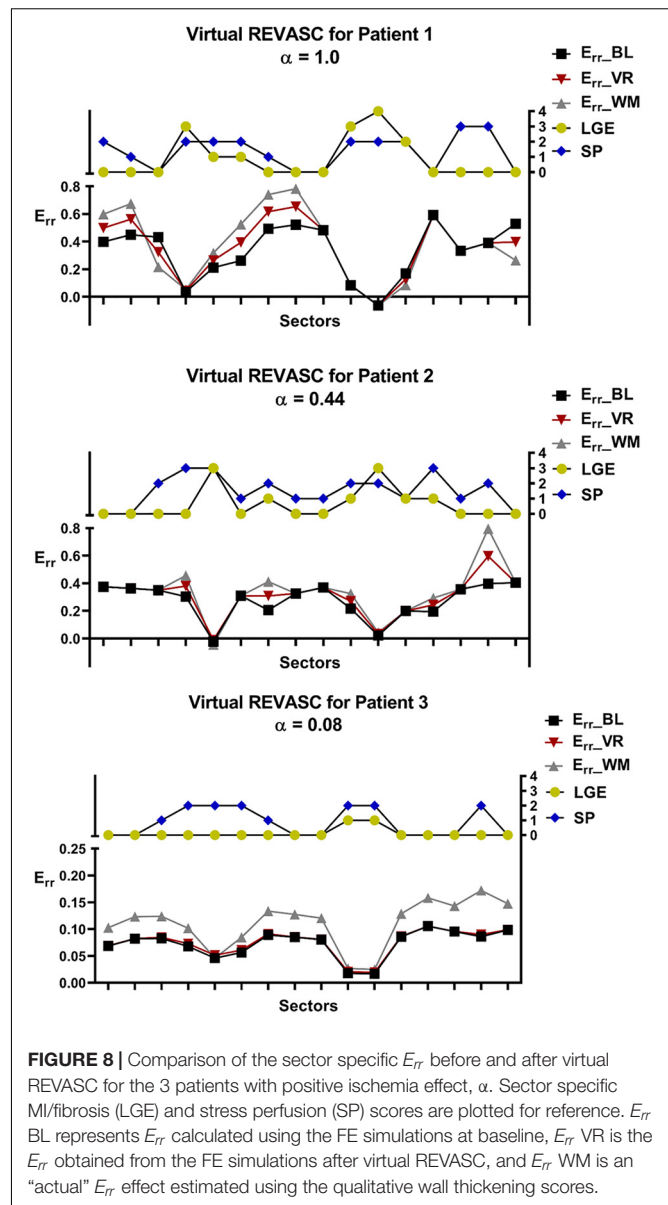 Virtual REVASC for Patient 1
α = 1.0
E_rr_BL
E_rr_VR
E_rr_WM
LGE
SP
4
3
2
1
0
0.8
0.6
0.4
0.2
0.0
E_rr
Sectors
Virtual REVASC for Patient 2
α = 0.44
E_rr_BL
E_rr_VR
E_rr_WM
LGE
SP
4
3
2
1
0
0.8
0.6
0.4
0.2
0.0
E_rr
Sectors
Virtual REVASC for Patient 3
α = 0.08
E_rr_BL
E_rr_VR
E_rr_WM
LGE
SP
4
3
2
1
0
0.25
0.20
0.15
0.10
0.05
0.00
E_rr
Sectors
FIGURE 8 | Comparison of the sector specific E_rr before and after virtual
REVASC for the 3 patients with positive ischemia effect, α. Sector specific
MI/fibrosis (LGE) and stress perfusion (SP) scores are plotted for reference. E_rr
BL represents E_rr calculated using the FE simulations at baseline, E_rr VR is the
E_rr obtained from the FE simulations after virtual REVASC, and E_rr WM is an
“actual” E_rr effect estimated using the qualitative wall thickening scores.